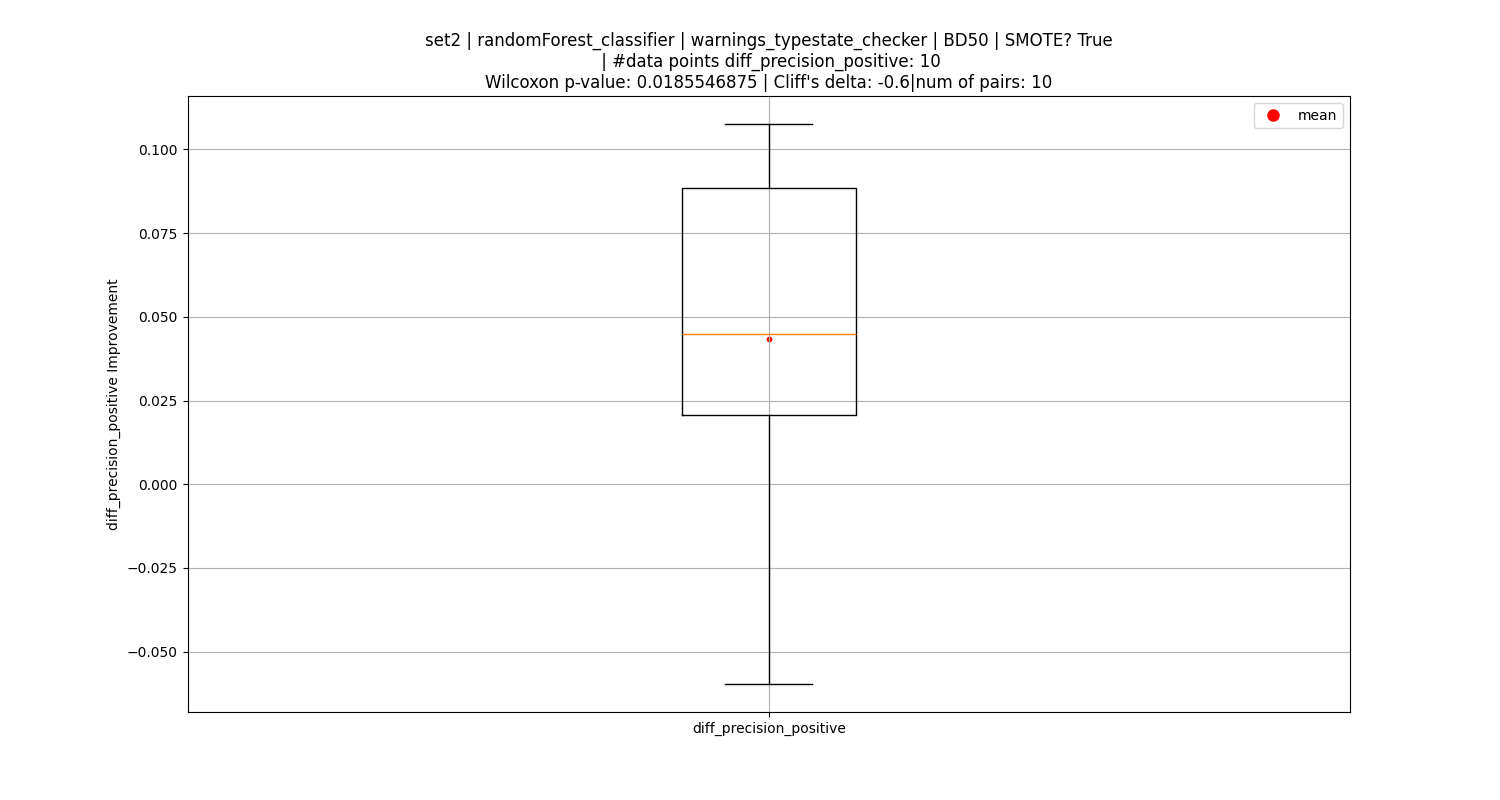 set2 | randomForest_classifier | warnings_typestate_checker | BD50 | SMOTE? True
| #data points diff_precision_positive: 10
Wilcoxon p-value: 0.0185546875 | Cliff's delta: -0.6|num of pairs: 10
mean
0.100
0.075
0.050
0.025
0.000
−0.025
−0.050
diff_precision_positive Improvement
diff_precision_positive